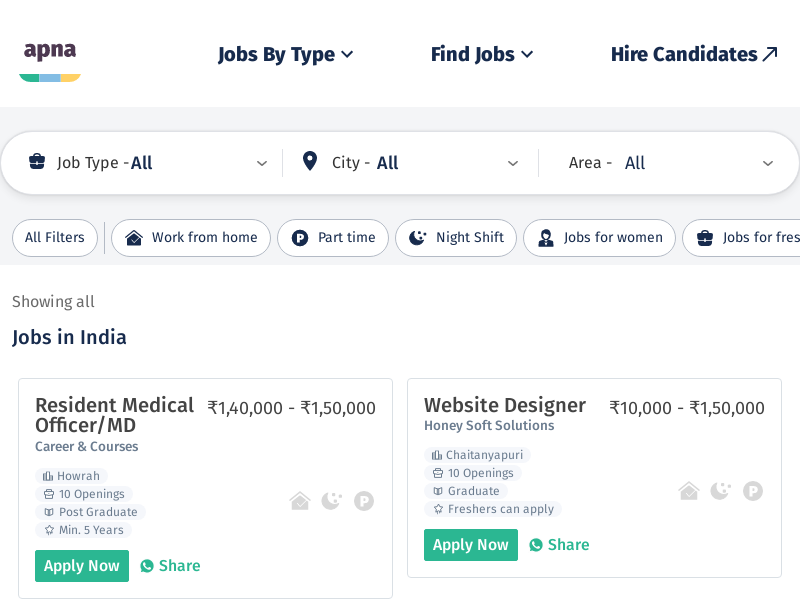 apna
Jobs By Type
Find Jobs
Hire Candidates
Job Type - All
City - All
Area - All
All Filters
Work from home
Part time
Night Shift
Jobs for women
Jobs for fres
Showing all
Jobs in India
Resident Medical Officer/MD
₹1,40,000 - ₹1,50,000
Career & Courses
Howrah
10 Openings
Post Graduate
Min. 5 Years
Apply Now
Share
Website Designer
₹10,000 - ₹1,50,000
Honey Soft Solutions
Chaitanyapuri
10 Openings
Graduate
Freshers can apply
Apply Now
Share